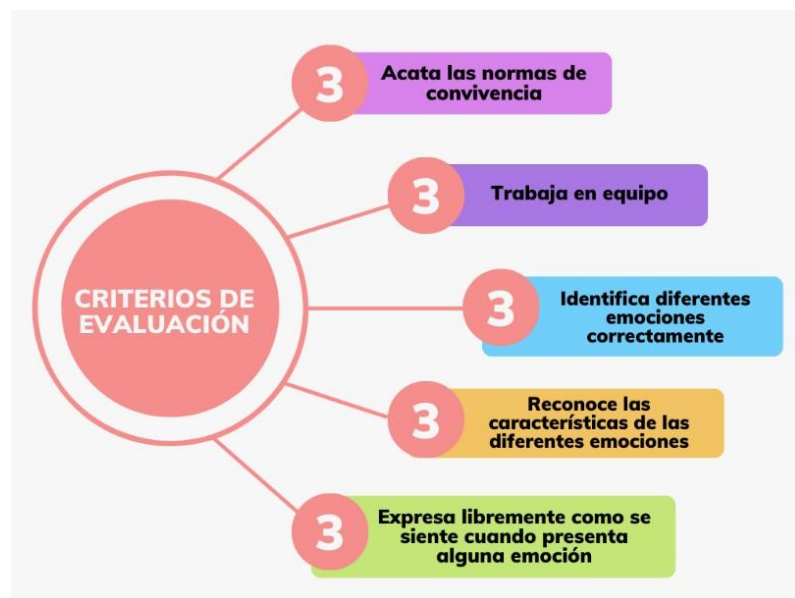 CRITERIOS DE
EVALUACIÓN
3
Acata las normas de
convivencia
3
Trabaja en equipo
3
Identifica diferentes
emociones
correctamente
3
Reconoce las
características de las
diferentes emociones
3
Expresa libremente como se
siente cuando presenta
alguna emoción